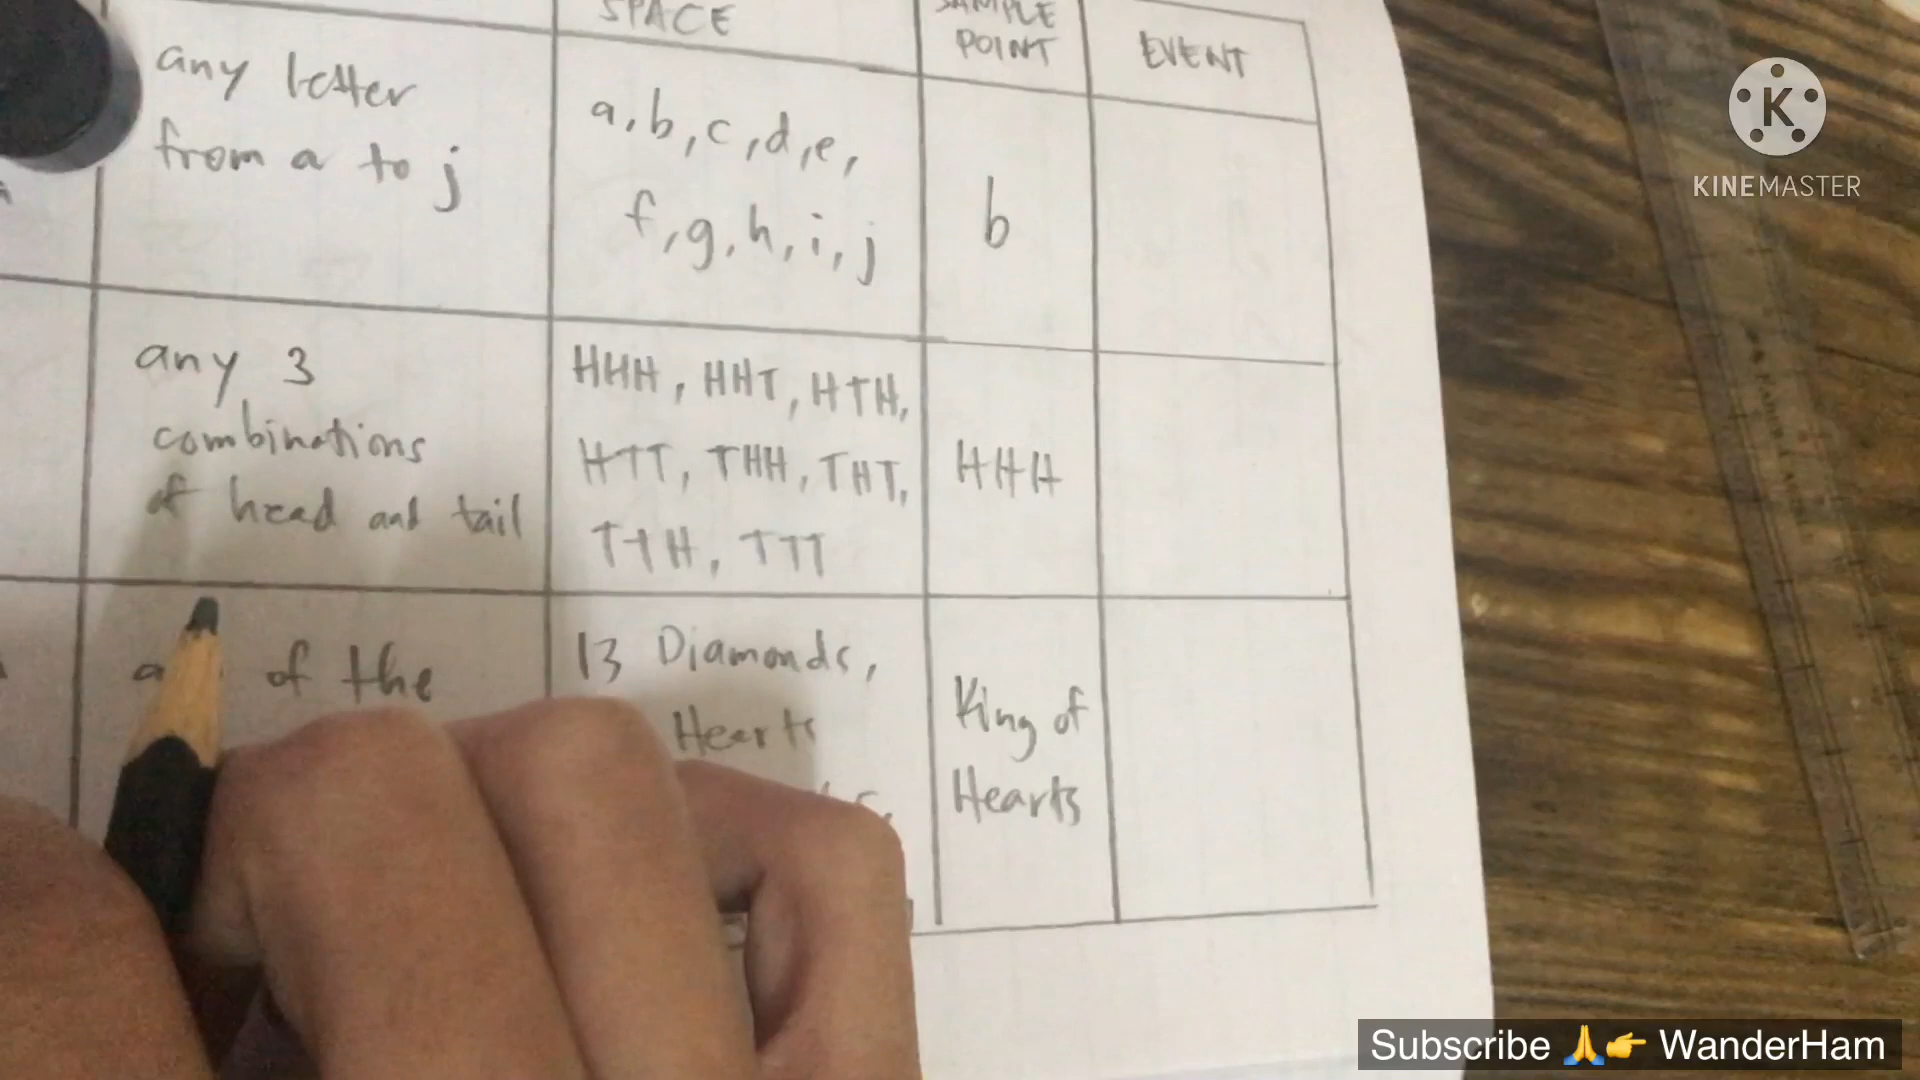 SPACE
SAMPLE
POINT
EVENT
any letter
from a to j
a, b, c, d, e,
f, g, h, i, j
b
any 3
combinations
of head and tail
HHH, HHT, HTH,
HTT, THH, THT,
TTH, TTT
HHH
of the
13 Diamonds,
Hearts
King of
Hearts
K
KINEMASTER
Subscribe 🙏👉 WanderHam